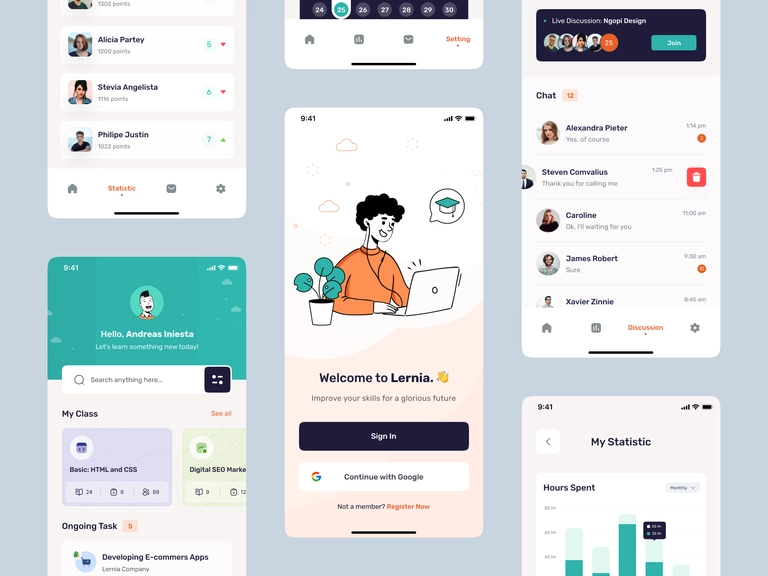 1302 points
Alicia Partey
1200 points
5
Stevia Angelista
1116 points
6
Philipe Justin
1022 points
7
Statistic
9:41
Hello, Andreas Iniesta
Let's learn something new today!
Search anything here...
My Class
See all
Basic: HTML and CSS
24
8
99
Digital SEO Marke
9
12
Ongoing Task
5
Developing E-commers Apps
Lernia Company
24
25
26
27
28
29
30
Setting
9:41
Welcome to Lernia. 👋
Improve your skills for a glorious future
Sign In
Continue with Google
Not a member? Register Now
Live Discussion: Ngopi Design
25
Join
Chat
12
Alexandra Pieter
1:14 pm
Yes, of course
2
Steven Comvalius
1:25 pm
Thank you for calling me
Caroline
11:00 am
Ok, I'll waiting for you
James Robert
9:30 am
Sure
10
Xavier Zinnie
8:45 am
Discussion
9:41
My Statistic
Hours Spent
Monthly
80 Hr
60 Hr
40 Hr